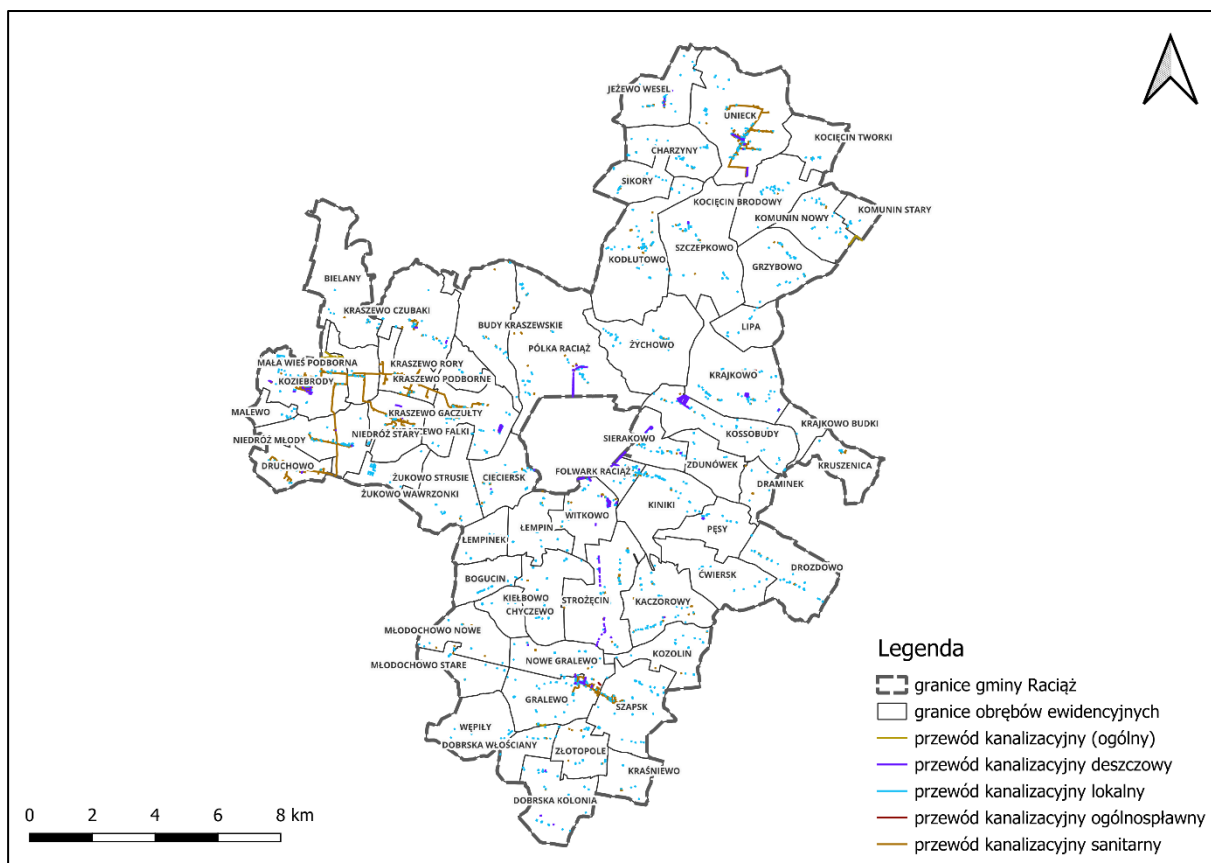 JEŻEWO WESEL
UNIECK
KOCIĘCIN TWORKI
CHARZYNY
SIKORY
KOCIĘCIN BRODOWY
KOMUNIN STARY
KOMUNIN NOWY
SZCZEPKOWO
KODŁUTOWO
GRZYBOWO
BIELANY
KRASZEWO CZUBAKI
BUDY KRASZEWSKIE
LIPA
PÓLKA RACIĄŻ
ŻYCHOWO
MAŁA WIEŚ PODBORNA
KRASZEWO RORY
KOZIEBRODY
KRASZEWO PODBORNE
KRAJKOWO
MALEWO
KRASZEWO GACZUŁTY
KRAJKOWO BUDKI
NIEDRÓŻ MŁODY
NIEDRÓŻ STARY
ZEWO FALKI
SIERAKOWO
KOSSOBUDY
DRUCHOWO
ZDUNÓWEK
KRUSZENICA
ŻUKOWO STRUSIE
CIECIERSK
FOLWARK RACIĄŻ
DRAMINEK
ŻUKOWO WAWRZONKI
KINIKI
WITKOWO
ŁEMPIN
PĘSY
ŁEMPINEK
BOGUCIN
ĆWIERSK
DROZDOWO
KIEŁBOWO
STROŻĘCIN
KACZOROWY
CHYCZEWO
MŁODOCHOWO NOWE
KOZOLIN
MŁODOCHOWO STARE
NOWE GRALEWO
GRALEWO
SZAPSK
WĘPIŁY
DOBRSKA WŁOŚCIANY
ZŁOTOPOLE
KRAŚNIEWO
DOBRSKA KOLONIA
Legenda
granice gminy Raciąż
granice obrębów ewidencyjnych
przewód kanalizacyjny (ogólny)
przewód kanalizacyjny deszczowy
przewód kanalizacyjny lokalny
przewód kanalizacyjny ogólnospławny
przewód kanalizacyjny sanitarny
0 2 4 6 8 km